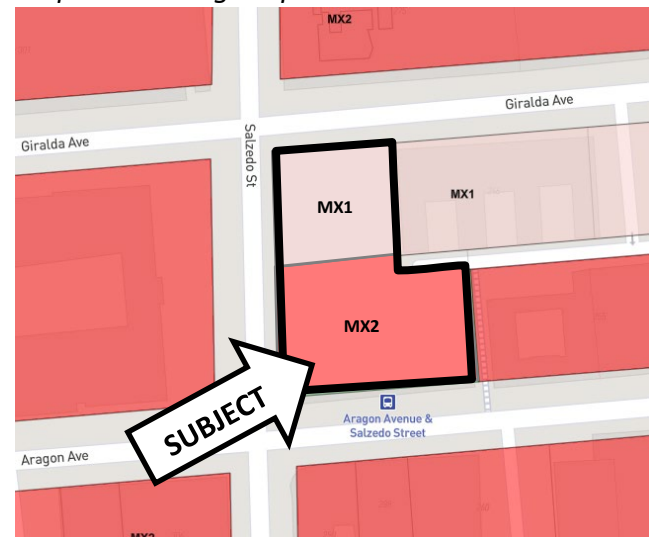 MX2
Giralda Ave
Giralda Ave
Salzedo St
MX1
MX1
MX2
SUBJECT
Aragon Avenue &
Salzedo Street
Aragon Ave